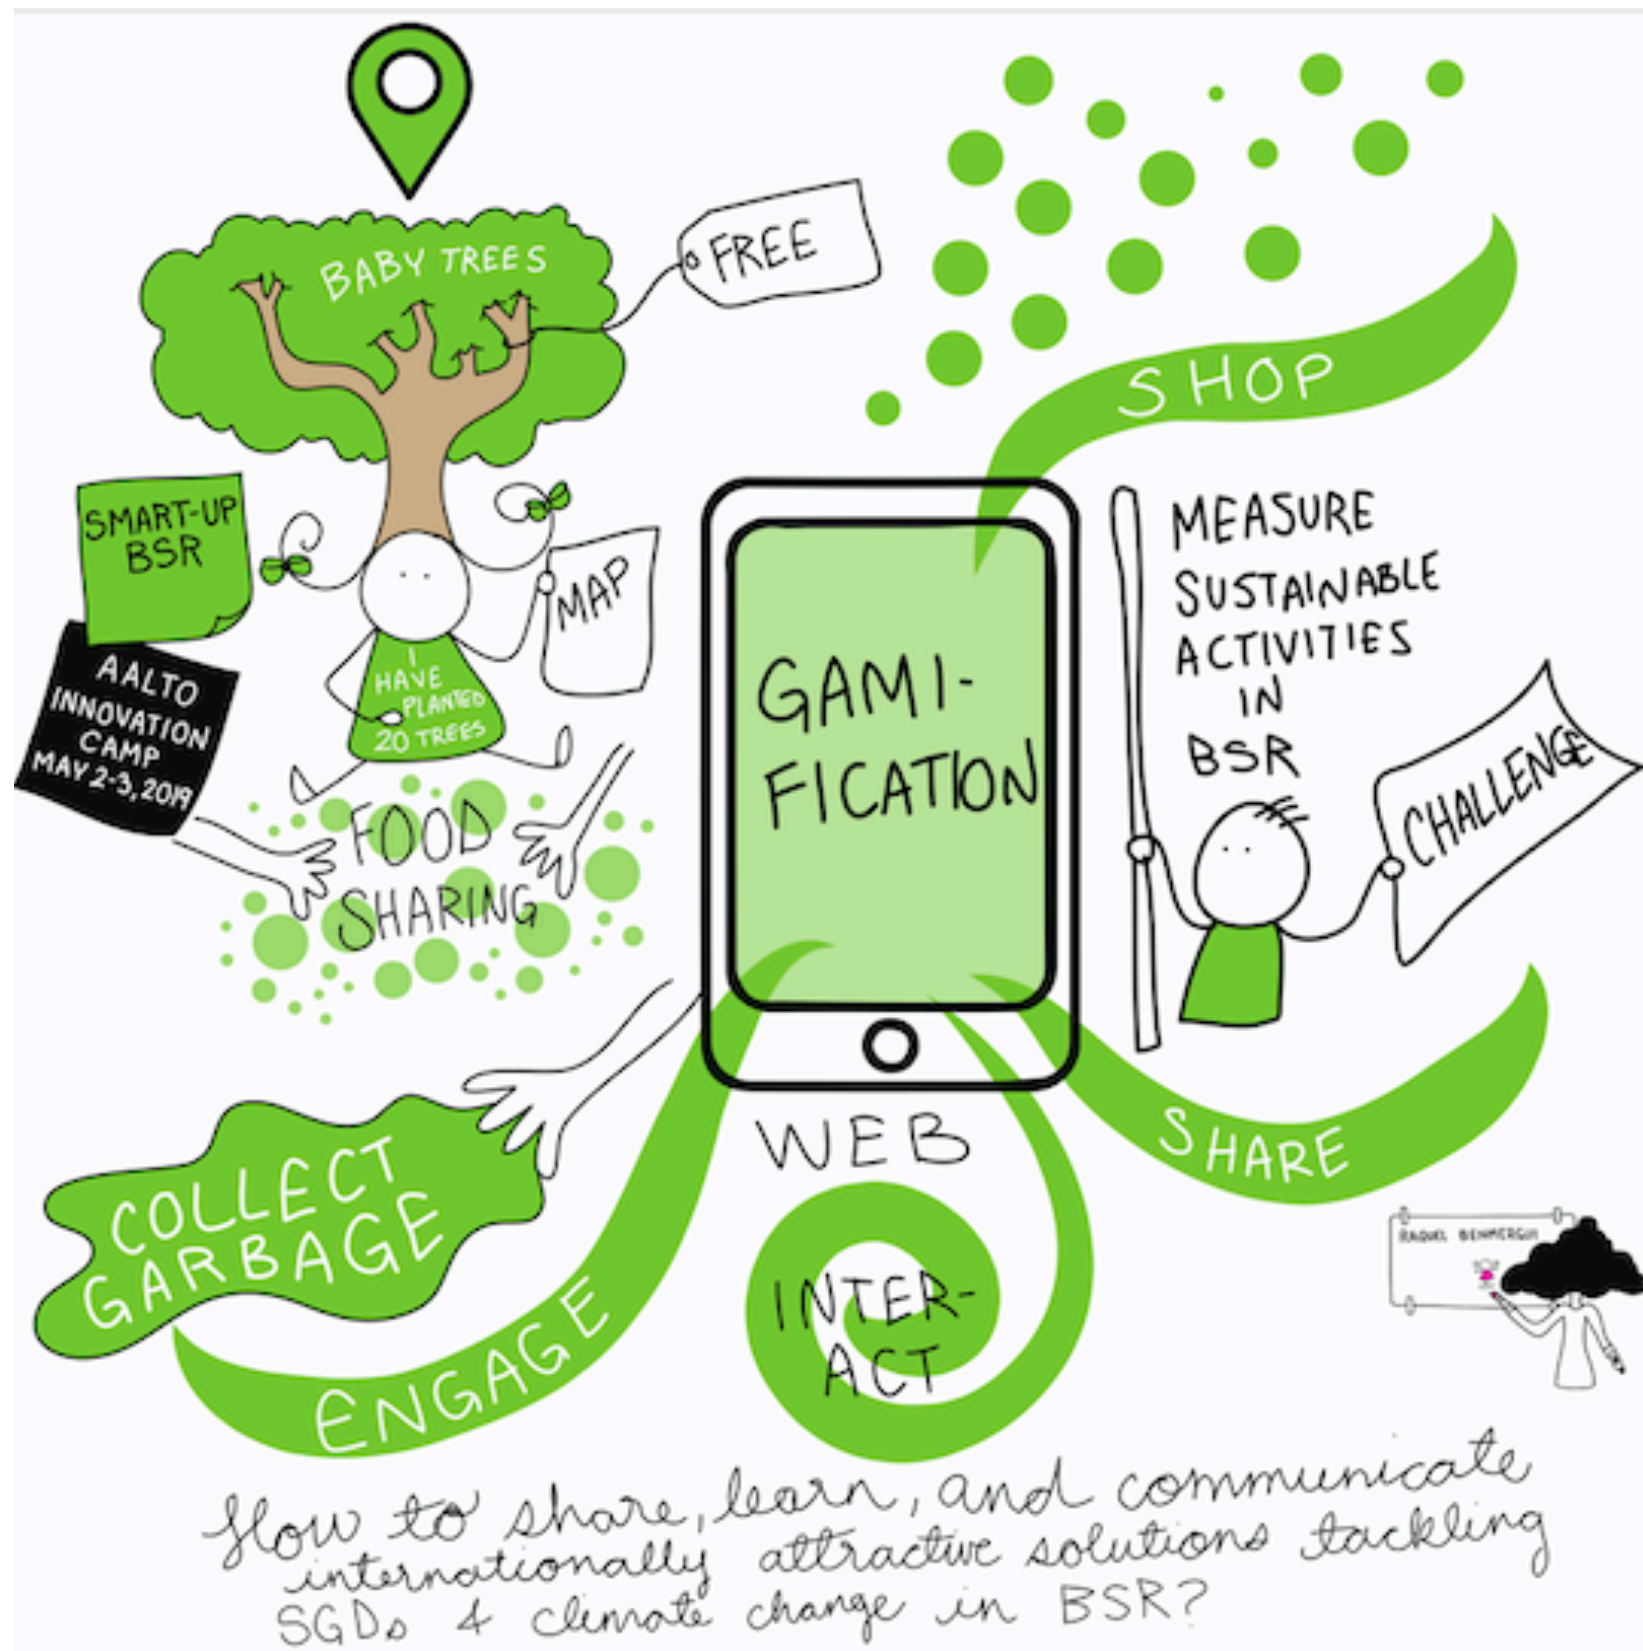 BABY TREES
FREE
SMART-UP
BSR
AALTO
INNOVATION
CAMP
MAY 2-3, 2019
MAP
I
HAVE
PLANTED
20 TREES
FOOD
SHARING
COLLECT
GARBAGE
ENGAGE
SHOP
GAMI-
FICATION
WEB
INTER-
ACT
MEASURE
SUSTAINABLE
ACTIVITIES
IN
BSR
CHALLENGE
SHARE
RAQUEL BENMERGUI
How to share, learn, and communicate
internationally attractive solutions tackling
SGDs & climate change in BSR?